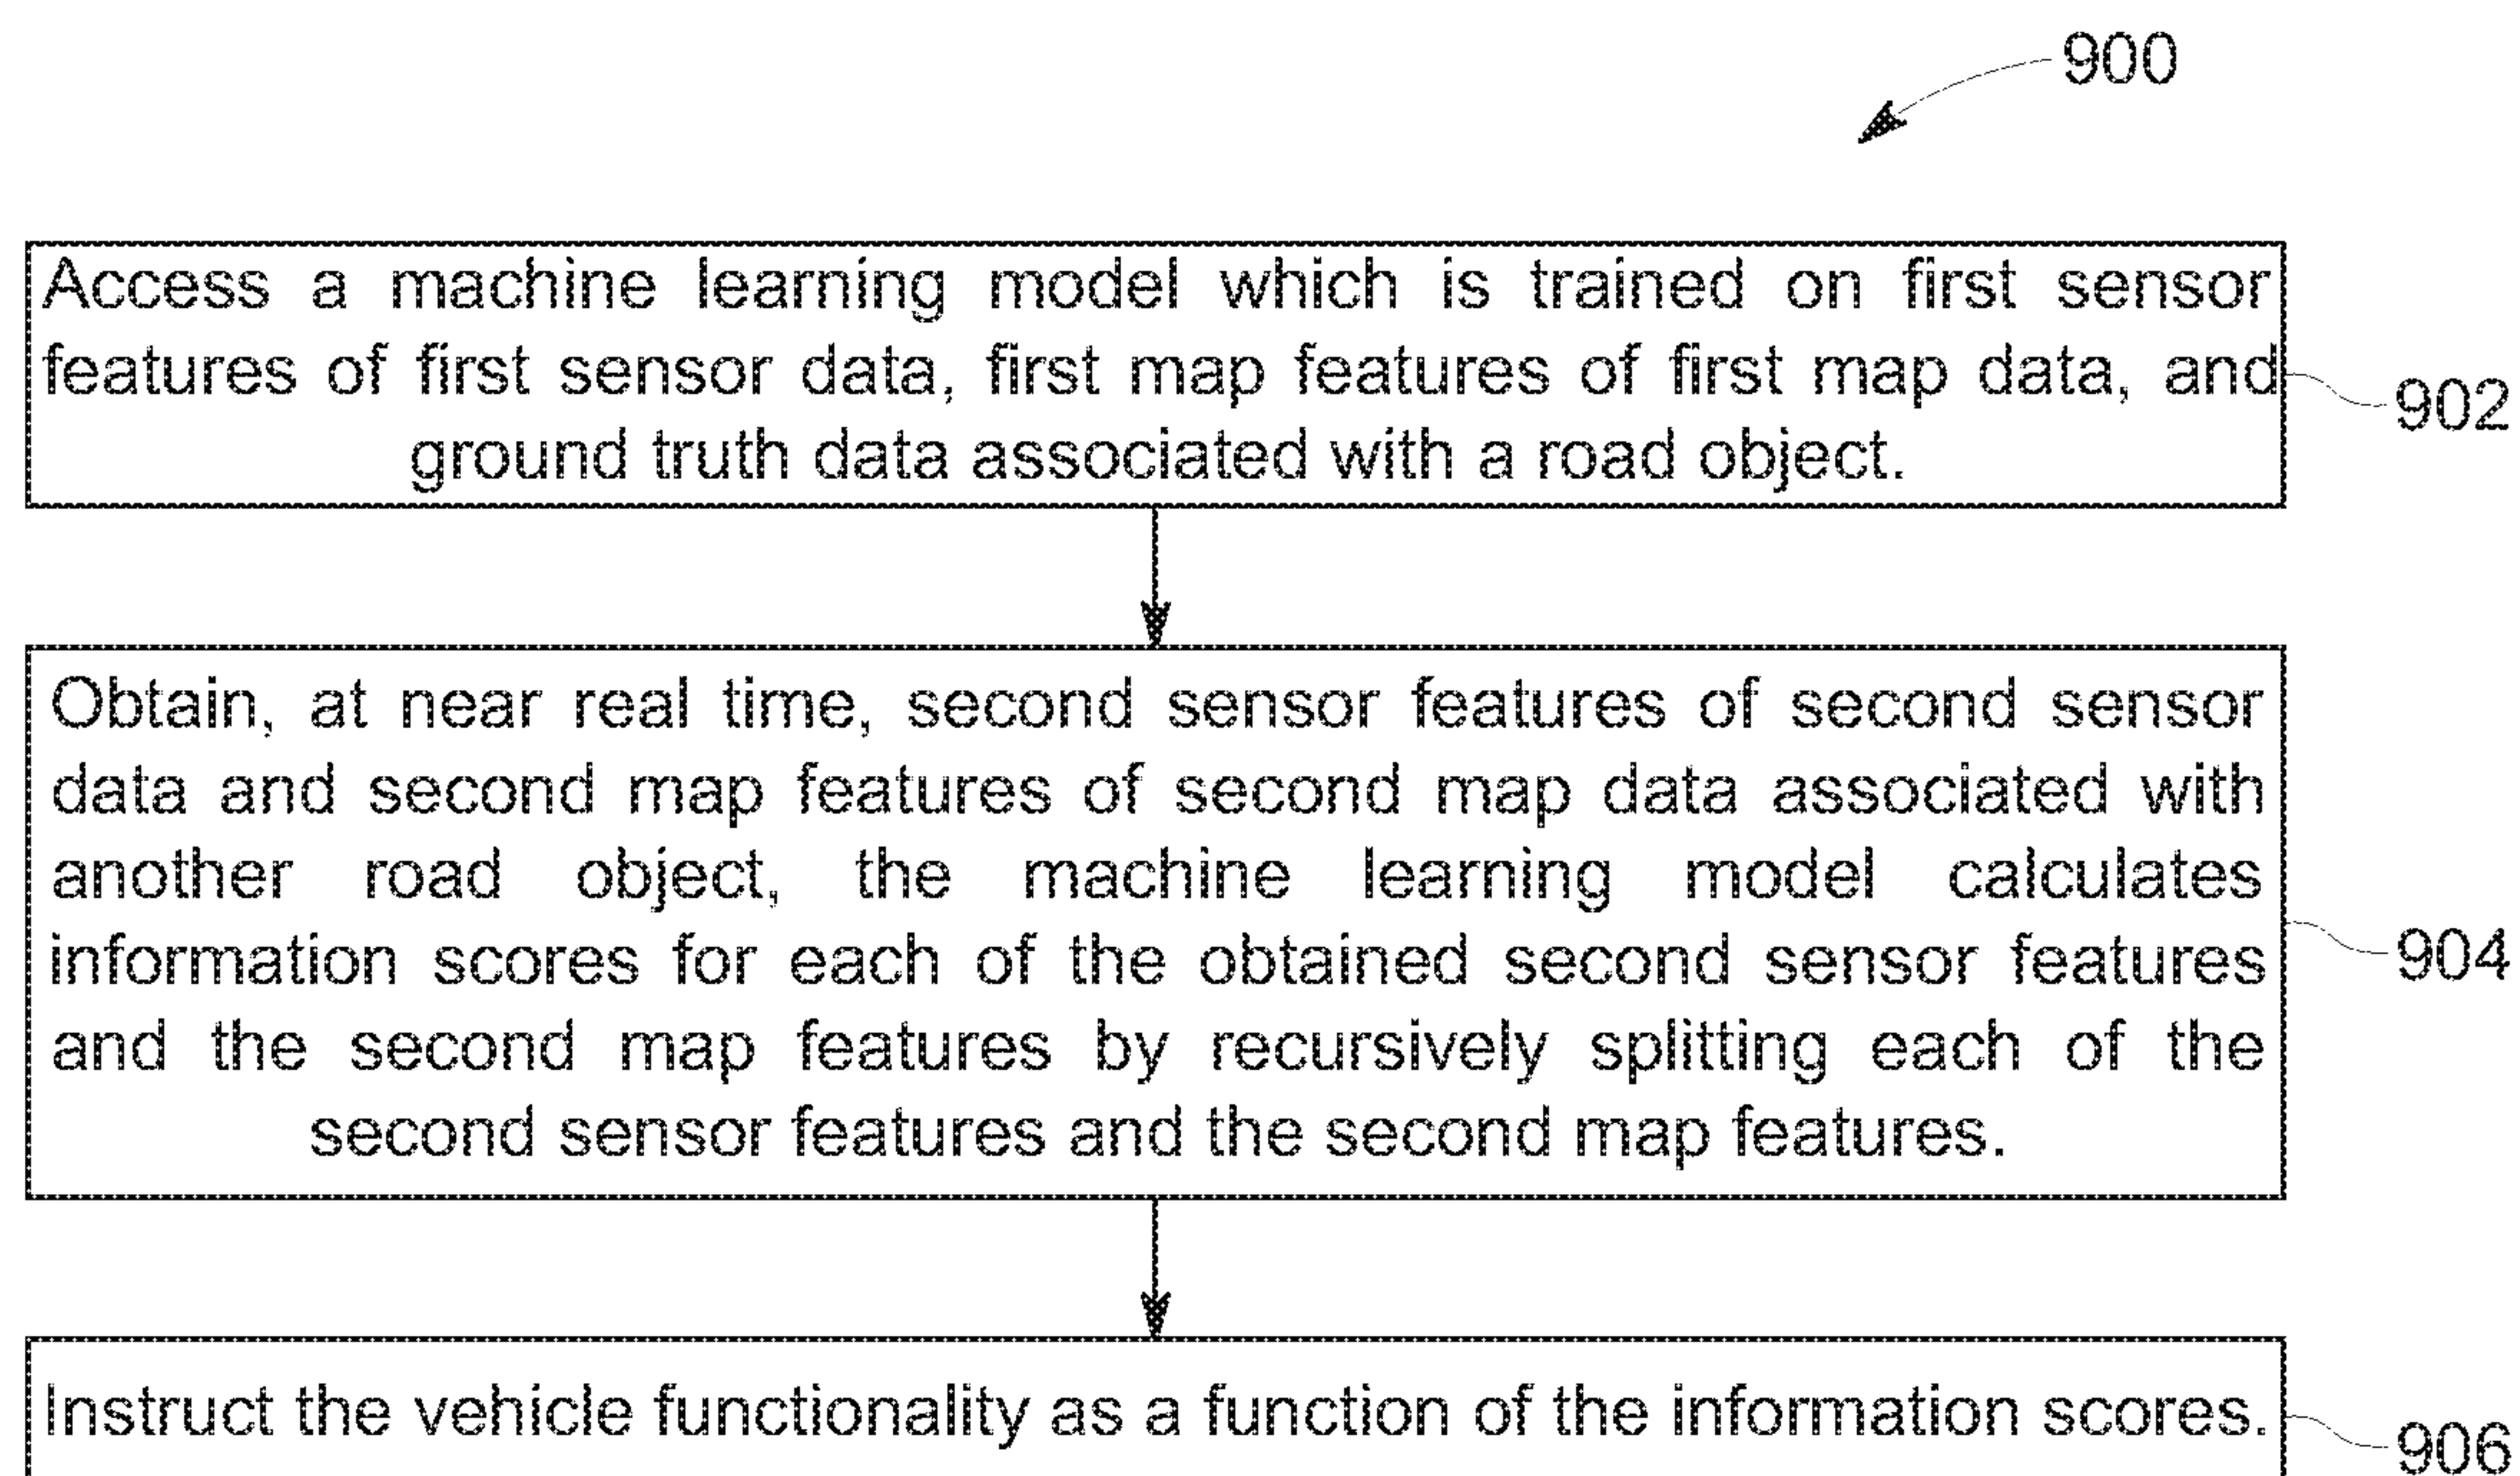 900
Access a machine learning model which is trained on first sensor
features of first sensor data, first map features of first map data, and
ground truth data associated with a road object.
902
Obtain, at near real time, second sensor features of second sensor
data and second map features of second map data associated with
another road object, the machine learning model calculates
information scores for each of the obtained second sensor features
and the second map features by recursively splitting each of the
second sensor features and the second map features.
904
Instruct the vehicle functionality as a function of the information scores.
906